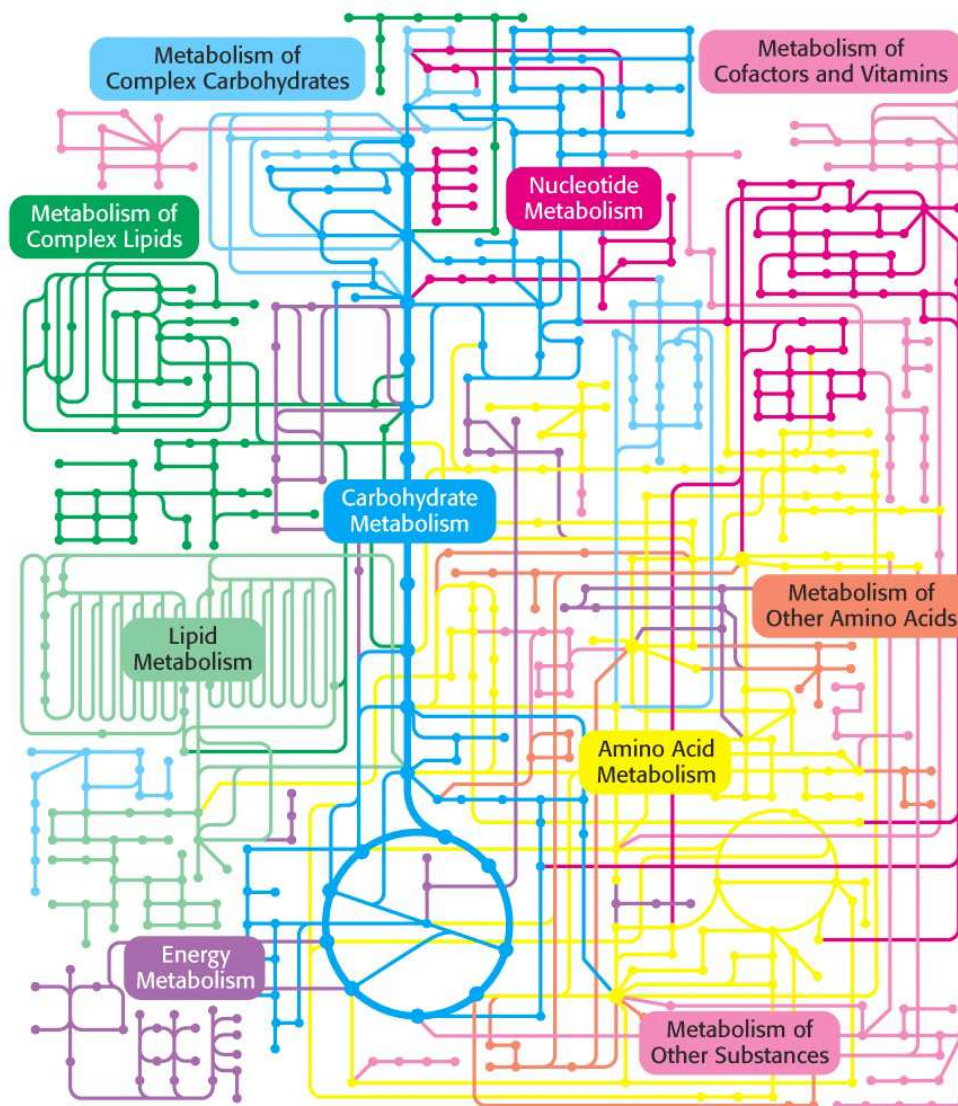 Metabolism of
Complex Carbohydrates
Metabolism of
Cofactors and Vitamins
Nucleotide
Metabolism
Metabolism of
Complex Lipids
Carbohydrate
Metabolism
Metabolism of
Other Amino Acids
Lipid
Metabolism
Amino Acid
Metabolism
Energy
Metabolism
Metabolism of
Other Substances